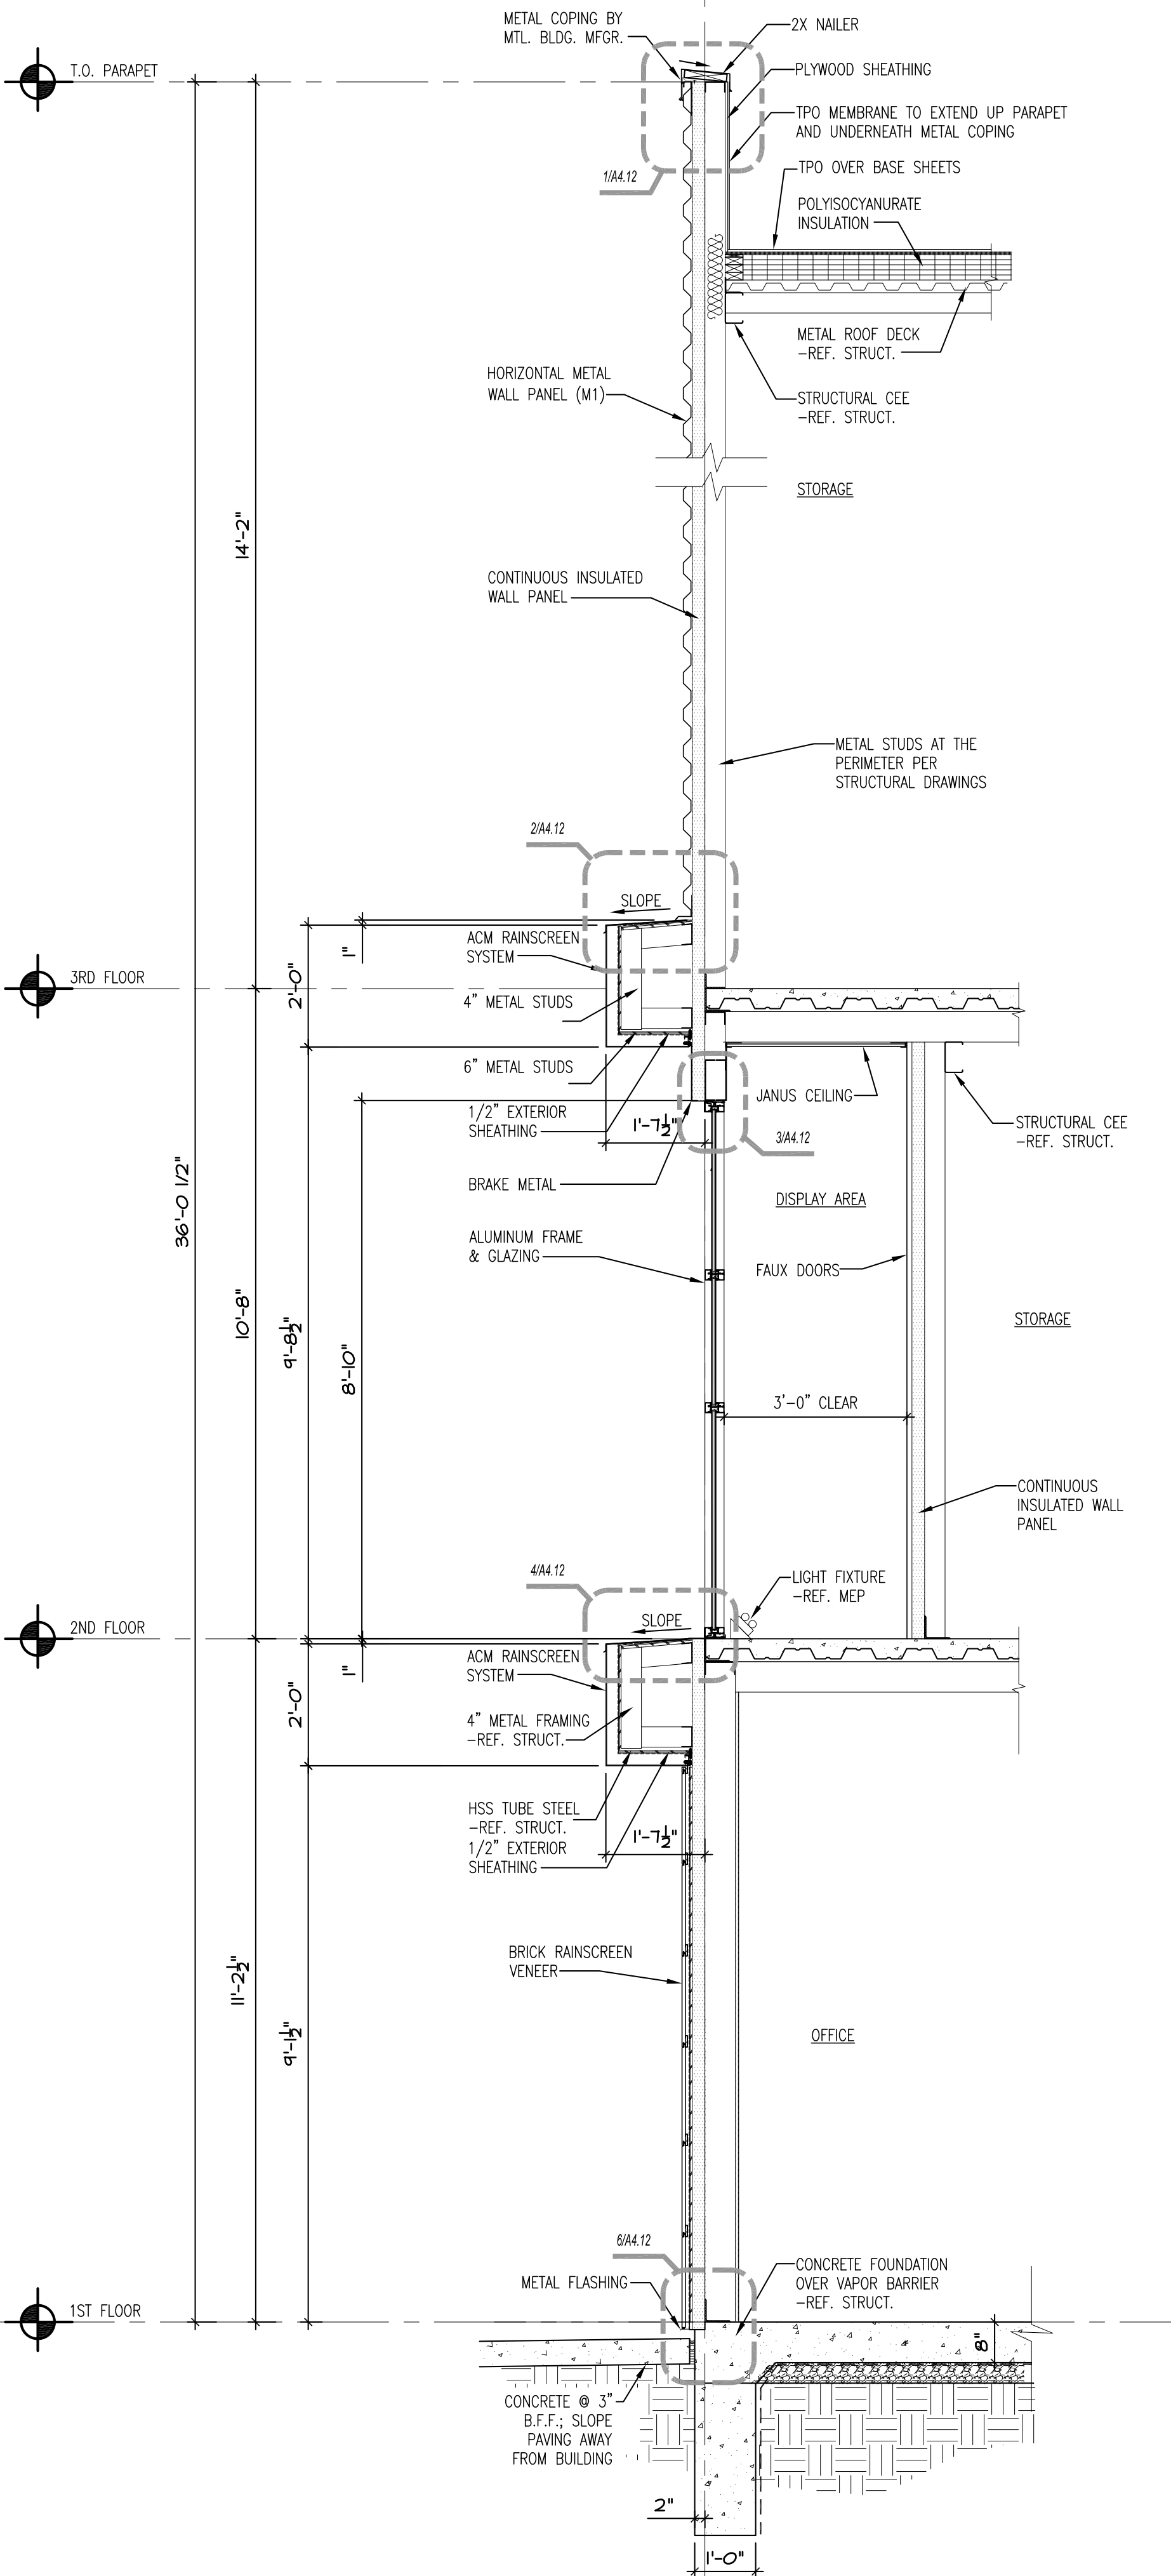 METAL COPING BY
MTL. BLDG. MFGR.
2X NAILER
T.O. PARAPET
PLYWOOD SHEATHING
TPO MEMBRANE TO EXTEND UP PARAPET
AND UNDERNEATH METAL COPING
1/A4.12
TPO OVER BASE SHEETS
POLYISOCYANURATE
INSULATION
METAL ROOF DECK
-REF. STRUCT.
HORIZONTAL METAL
WALL PANEL (M1)
STRUCTURAL CEE
-REF. STRUCT.
STORAGE
14'-2"
CONTINUOUS INSULATED
WALL PANEL
METAL STUDS AT THE
PERIMETER PER
STRUCTURAL DRAWINGS
2/A4.12
SLOPE
1"
ACM RAINSCREEN
SYSTEM
3RD FLOOR
2'-0"
4" METAL STUDS
6" METAL STUDS
JANUS CEILING
1/2" EXTERIOR
SHEATHING
1'-7 1/2"
3/A4.12
STRUCTURAL CEE
-REF. STRUCT.
BRAKE METAL
DISPLAY AREA
36'-0 1/2"
ALUMINUM FRAME
& GLAZING
FAUX DOORS
10'-8"
9'-8 1/2"
8'-10"
STORAGE
3'-0" CLEAR
CONTINUOUS
INSULATED WALL
PANEL
4/A4.12
LIGHT FIXTURE
-REF. MEP
2ND FLOOR
SLOPE
1"
ACM RAINSCREEN
SYSTEM
2'-0"
4" METAL FRAMING
-REF. STRUCT.
HSS TUBE STEEL
-REF. STRUCT.
1/2" EXTERIOR
SHEATHING
1'-7 1/2"
BRICK RAINSCREEN
VENEER
11'-2 1/2"
9'-1 1/2"
OFFICE
6/A4.12
METAL FLASHING
CONCRETE FOUNDATION
OVER VAPOR BARRIER
-REF. STRUCT.
1ST FLOOR
8"
CONCRETE @ 3"
B.F.F.; SLOPE
PAVING AWAY
FROM BUILDING
2"
1'-0"